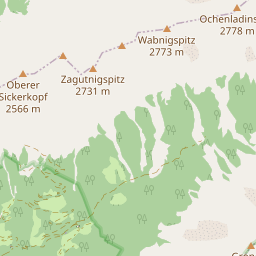 Ochenladins
2778 m
Wabnigspitz
2773 m
Zagutnigspitz
2731 m
Oberer
Sickerkopf
2566 m